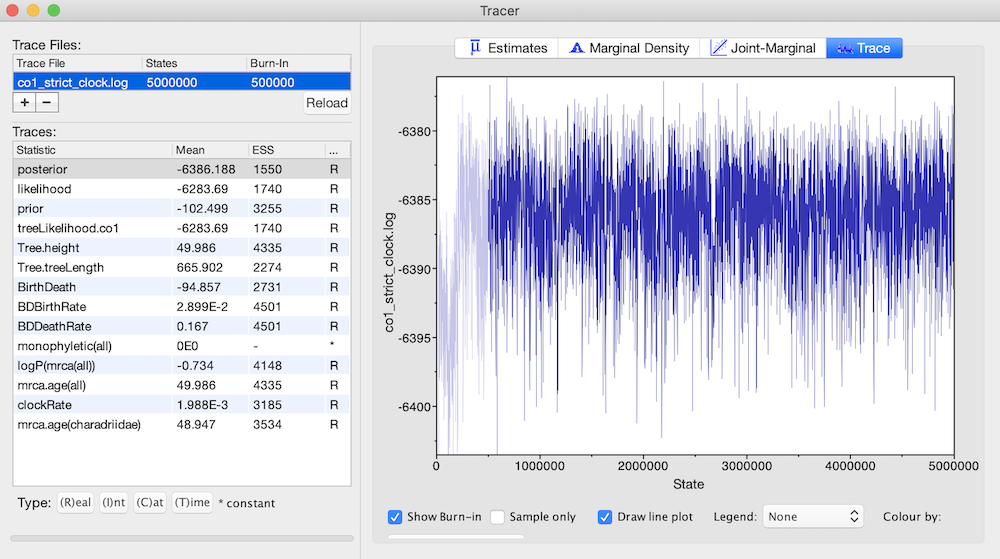 Tracer
Trace Files:
Trace File States Burn-In
co1_strict_clock.log 5000000 500000
+ − Reload
Traces:
Statistic Mean ESS ...
posterior -6386.188 1550 R
likelihood -6283.69 1740 R
prior -102.499 3255 R
treeLikelihood.co1 -6283.69 1740 R
Tree.height 49.986 4335 R
Tree.treeLength 665.902 2274 R
BirthDeath -94.857 2731 R
BDBirthRate 2.899E-2 4501 R
BDDeathRate 0.167 4501 R
monophyletic(all) 0E0 - *
logP(mrca(all)) -0.734 4148 R
mrca.age(all) 49.986 4335 R
clockRate 1.988E-3 3185 R
mrca.age(charadriidae) 48.947 3534 R
Type: (R)eal (I)nt (C)at (T)ime * constant
μ Estimates Marginal Density Joint-Marginal Trace
co1_strict_clock.log
-6380
-6385
-6390
-6395
-6400
0 1000000 2000000 3000000 4000000 5000000
State
Show Burn-in Sample only Draw line plot Legend: None Colour by: